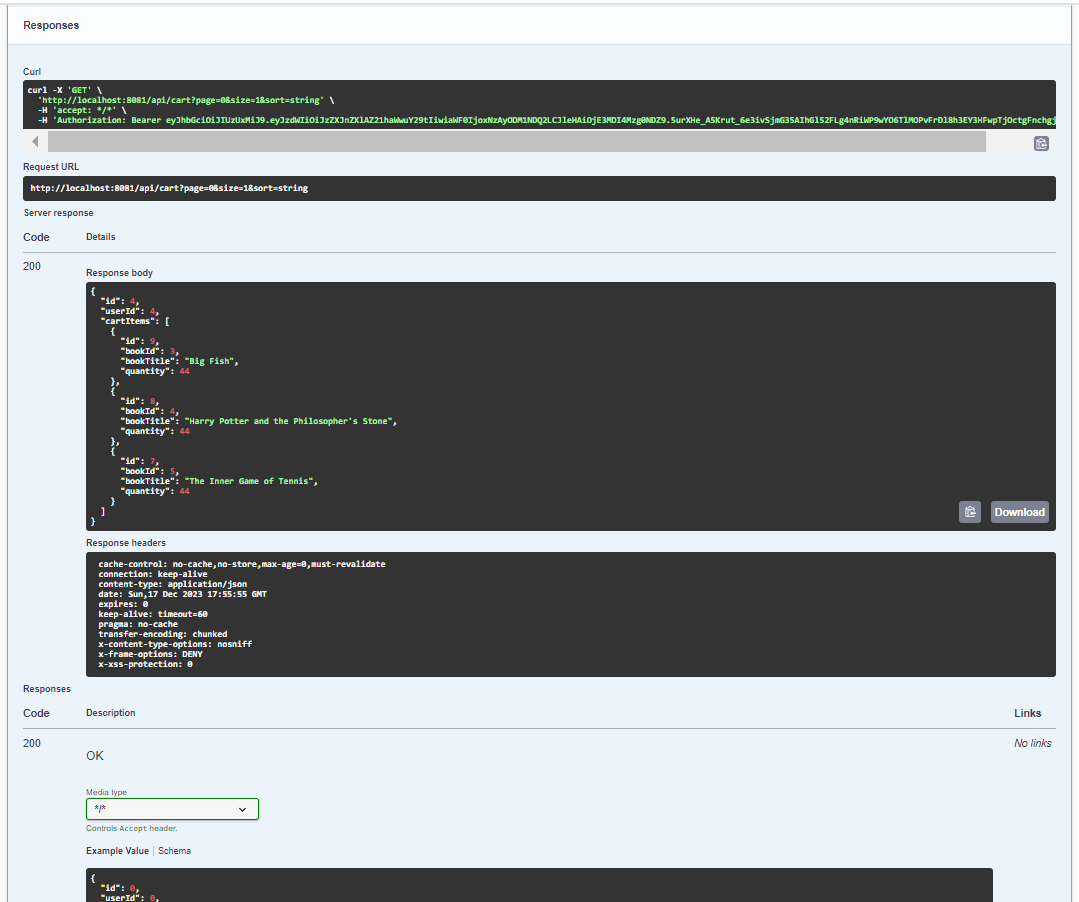 Responses
Curl
curl -X 'GET' \
'http://localhost:8081/api/cart?page=0&size=1&sort=string' \
-H 'accept: */*' \
-H 'Authorization: Bearer
Request URL
http://localhost:8081/api/cart?page=0&size=1&sort=string
Server response
Code Details
200
Response body
{
"id": 4,
"userId": 4,
"cartItems": [
{
"id": 9,
"bookId": 3,
"bookTitle": "Big Fish",
"quantity": 44
},
{
"id": 8,
"bookId": 4,
"bookTitle": "Harry Potter and the Philosopher's Stone",
"quantity": 44
},
{
"id": 7,
"bookId": 5,
"bookTitle": "The Inner Game of Tennis",
"quantity": 44
}
]
}
Download
Response headers
cache-control: no-cache,no-store,max-age=0,must-revalidate
connection: keep-alive
content-type: application/json
date: Sun,17 Dec 2023 17:55:55 GMT
expires: 0
keep-alive: timeout=60
pragma: no-cache
transfer-encoding: chunked
x-content-type-options: nosniff
x-frame-options: DENY
x-xss-protection: 0
Responses
Code Description Links
200 No links
OK
Media type
*/*
Controls Accept header.
Example Value | Schema
{
"id": 0,
"userId": 0,